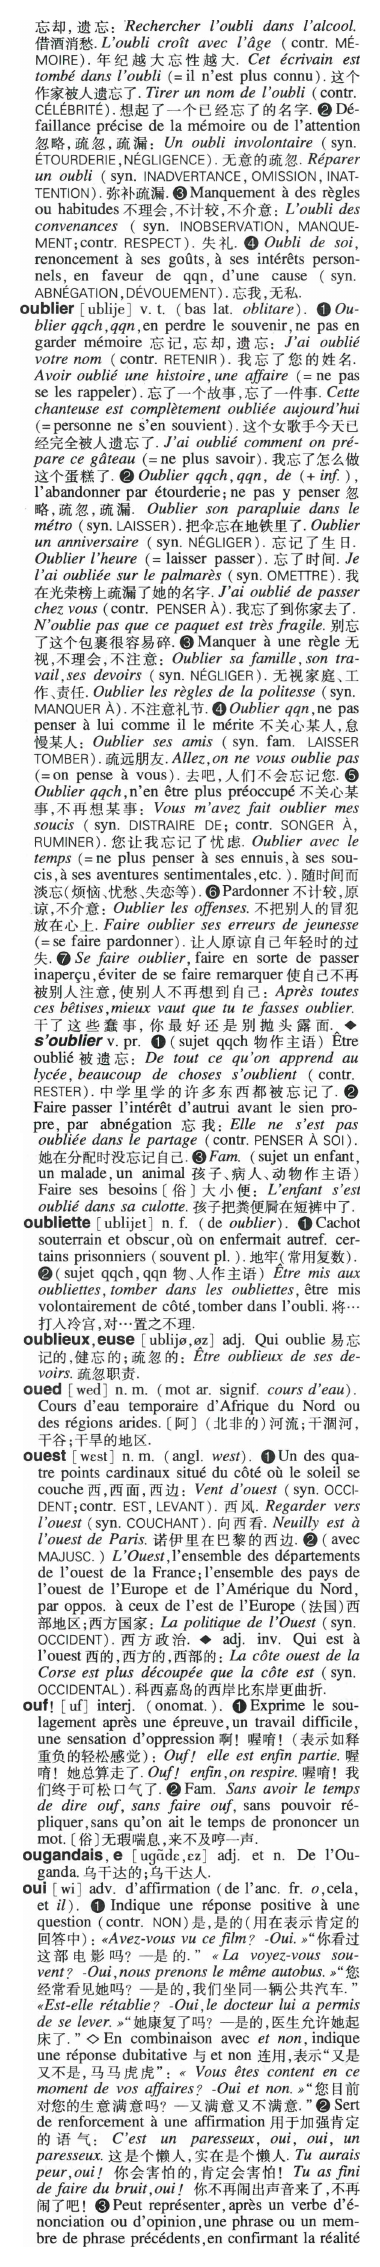 忘却,遗忘: Rechercher l'oubli dans l'alcool.
借酒消愁. L'oubli croît avec l'âge (contr. MÉ-
MOIRE). 年纪越大忘性越大. Cet écrivain est
tombé dans l'oubli (= il n'est plus connu). 这个
作家被人遗忘了. Tirer un nom de l'oubli (contr.
CÉLÉBRITÉ). 想起了一个已经忘了的名字. ❷ Dé-
faillance précise de la mémoire ou de l'attention
忽略,疏忽,疏漏: Un oubli involontaire (syn.
ÉTOURDERIE, NÉGLIGENCE). 无意的疏忽. Réparer
un oubli (syn. INADVERTANCE, OMISSION, INAT-
TENTION). 弥补疏漏. ❸ Manquement à des règles
ou habitudes 不理会,不计较,不介意: L'oubli des
convenances (syn. INOBSERVATION, MANQUE-
MENT; contr. RESPECT). 失礼. ❹ Oubli de soi,
renoncement à ses goûts, à ses intérêts person-
nels, en faveur de qqn, d'une cause (syn.
ABNÉGATION, DÉVOUEMENT). 忘我,无私.
oublier [ublije] v. t. (bas lat. oblitare). ❶ Ou-
blier qqch, qqn, en perdre le souvenir, ne pas en
garder mémoire 忘记,忘却,遗忘: J'ai oublié
votre nom (contr. RETENIR). 我忘了您的姓名.
Avoir oublié une histoire, une affaire (= ne pas
se les rappeler). 忘了一个故事,忘了一件事. Cette
chanteuse est complètement oubliée aujourd'hui
(= personne ne s'en souvient). 这个女歌手今天已
经完全被人遗忘了. J'ai oublié comment on pré-
pare ce gâteau (= ne plus savoir). 我忘了怎么做
这个蛋糕了. ❷ Oublier qqch, qqn, de (+ inf.),
l'abandonner par étourderie; ne pas y penser 忽
略,疏忽,疏漏. Oublier son parapluie dans le
métro (syn. LAISSER). 把伞忘在地铁里了. Oublier
un anniversaire (syn. NÉGLIGER). 忘记了生日.
Oublier l'heure (= laisser passer). 忘了时间. Je
l'ai oubliée sur le palmarès (syn. OMETTRE). 我
在光荣榜上疏漏了她的名字. J'ai oublié de passer
chez vous (contr. PENSER À). 我忘了到你家去了.
N'oublie pas que ce paquet est très fragile. 别忘
了这个包裹很容易碎. ❸ Manquer à une règle 无
视,不理会,不注意: Oublier sa famille, son tra-
vail, ses devoirs (syn. NÉGLIGER). 无视家庭、工
作、责任. Oublier les règles de la politesse (syn.
MANQUER À). 不注意礼节. ❹ Oublier qqn, ne pas
penser à lui comme il le mérite 不关心某人,怠
慢某人: Oublier ses amis (syn. fam. LAISSER
TOMBER). 疏远朋友. Allez, on ne vous oublie pas
(= on pense à vous). 去吧,人们不会忘记您. ❺
Oublier qqch, n'en être plus préoccupé 不关心某
事,不再想某事: Vous m'avez fait oublier mes
soucis (syn. DISTRAIRE DE; contr. SONGER À,
RUMINER). 您让我忘记了忧虑. Oublier avec le
temps (= ne plus penser à ses ennuis, à ses sou-
cis, à ses aventures sentimentales, etc.). 随时间而
淡忘(烦恼、忧愁、失恋等). ❻ Pardonner 不计较,原
谅,不介意: Oublier les offenses. 不把别人的冒犯
放在心上. Faire oublier ses erreurs de jeunesse
(= se faire pardonner). 让人原谅自己年轻时的过
失. ❼ Se faire oublier, faire en sorte de passer
inaperçu, éviter de se faire remarquer 使自己不再
被别人注意,使别人不再想到自己: Après toutes
ces bêtises, mieux vaut que tu te fasses oublier.
干了这些蠢事, 你最好还是别抛头露面. ◆
s'oublier v. pr. ❶ (sujet qqch 物作主语) Être
oublié 被遗忘: De tout ce qu'on apprend au
lycée, beaucoup de choses s'oublient (contr.
RESTER). 中学里学的许多东西都被忘记了. ❷
Faire passer l'intérêt d'autrui avant le sien pro-
pre, par abnégation 忘我: Elle ne s'est pas
oubliée dans le partage (contr. PENSER À SOI).
她在分配时没忘记自己. ❸ Fam. (sujet un enfant,
un malade, un animal 孩子、病人、动物作主语)
Faire ses besoins [俗]大小便: L'enfant s'est
oublié dans sa culotte. 孩子把粪便屙在短裤中了.
oubliette [ublijɛt] n. f. (de oublier). ❶ Cachot
souterrain et obscur, où on enfermait autref. cer-
tains prisonniers (souvent pl.). 地牢(常用复数).
❷ (sujet qqch, qqn 物、人作主语) Être mis aux
oubliettes, tomber dans les oubliettes, être mis
volontairement de côté, tomber dans l'oubli. 将…
打入冷宫,对…置之不理.
oublieux, euse [ublijø, øz] adj. Qui oublie 易忘
记的,健忘的;疏忽的: Être oublieux de ses de-
voirs. 疏忽职责.
oued [wed] n. m. (mot ar. signif. cours d'eau).
Cours d'eau temporaire d'Afrique du Nord ou
des régions arides. [阿] (北非的)河流;干涸河,
干谷;干旱的地区.
ouest [wɛst] n. m. (angl. west). ❶ Un des qua-
tre points cardinaux situé du côté où le soleil se
couche 西,西面,西边: Vent d'ouest (syn. OCCI-
DENT; contr. EST, LEVANT). 西风. Regarder vers
l'ouest (syn. COUCHANT). 向西看. Neuilly est à
l'ouest de Paris. 诺伊里在巴黎的西边. ❷ (avec
MAJUSC.) L'Ouest, l'ensemble des départements
de l'ouest de la France; l'ensemble des pays de
l'ouest de l'Europe et de l'Amérique du Nord,
par oppos. à ceux de l'est de l'Europe (法国)西
部地区;西方国家: La politique de l'Ouest (syn.
OCCIDENT). 西方政治. ◆ adj. inv. Qui est à
l'ouest 西的,西方的,西部的: La côte ouest de la
Corse est plus découpée que la côte est (syn.
OCCIDENTAL). 科西嘉岛的西岸比东岸更曲折.
ouf! [uf] interj. (onomat.). ❶ Exprime le sou-
lagement après une épreuve, un travail difficile,
une sensation d'oppression 啊! 喔唷! (表示如释
重负的轻松感觉): Ouf! elle est enfin partie. 喔
唷! 她总算走了. Ouf! enfin, on respire. 喔唷! 我
们终于可松口气了. ❷ Fam. Sans avoir le temps
de dire ouf, sans faire ouf, sans pouvoir ré-
pliquer, sans qu'on ait le temps de prononcer un
mot. [俗]无瑕喘息,来不及哼一声.
ougandais, e [ugɑ̃dɛ, ɛz] adj. et n. De l'Ou-
ganda. 乌干达的;乌干达人.
oui [wi] adv. d'affirmation (de l'anc. fr. o, cela,
et il). ❶ Indique une réponse positive à une
question (contr. NON) 是,是的(用在表示肯定的
回答中): «Avez-vous vu ce film? -Oui.» “你看过
这部电影吗? —是的.” «La voyez-vous sou-
vent? -Oui, nous prenons le même autobus.» “您
经常看见她吗? —是的,我们坐同一辆公共汽车.”
«Est-elle rétablie? -Oui, le docteur lui a permis
de se lever.» “她康复了吗? —是的,医生允许她起
床了.” ◇ En combinaison avec et non, indique
une réponse dubitative 与 et non 连用,表示“又是
又不是,马马虎虎”: «Vous êtes content en ce
moment de vos affaires? -Oui et non.» “您目前
对您的生意满意吗? —又满意又不满意.” ❷ Sert
de renforcement à une affirmation 用于加强肯定
的语气: C'est un paresseux, oui, oui, un
paresseux. 这是个懒人,实在是个懒人. Tu aurais
peur, oui! 你会害怕的,肯定会害怕! Tu as fini
de faire du bruit, oui! 你不再闹出声音来了,不再
闹了吧! ❸ Peut représenter, après un verbe d'é-
nonciation ou d'opinion, une phrase ou un mem-
bre de phrase précédents, en confirmant la réalité